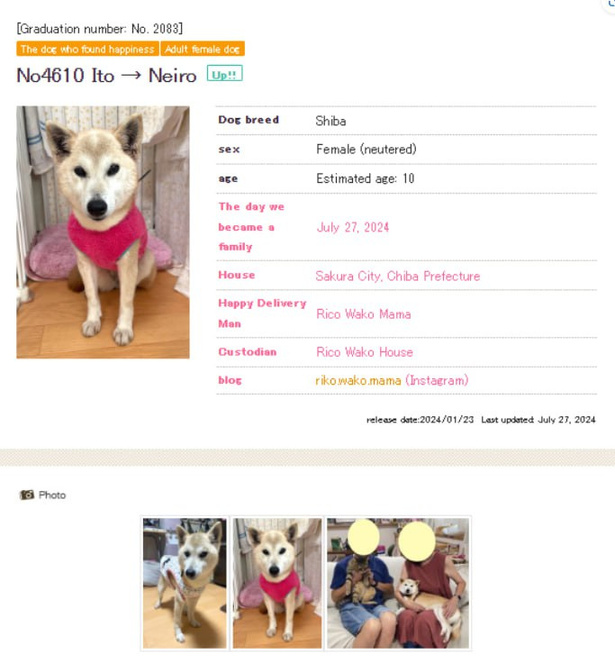 [Graduation number: No. 2083]
The dog who found happiness Adult female dog
No4610 Ito → Neiro Up!!
Dog breed Shiba
sex Female (neutered)
age Estimated age: 10
The day we became a family July 27, 2024
House Sakura City, Chiba Prefecture
Happy Delivery Man Rico Wako Mama
Custodian Rico Wako House
blog riko.wako.mama (Instagram)
release date:2024/01/23 Last updated: July 27, 2024
Photo